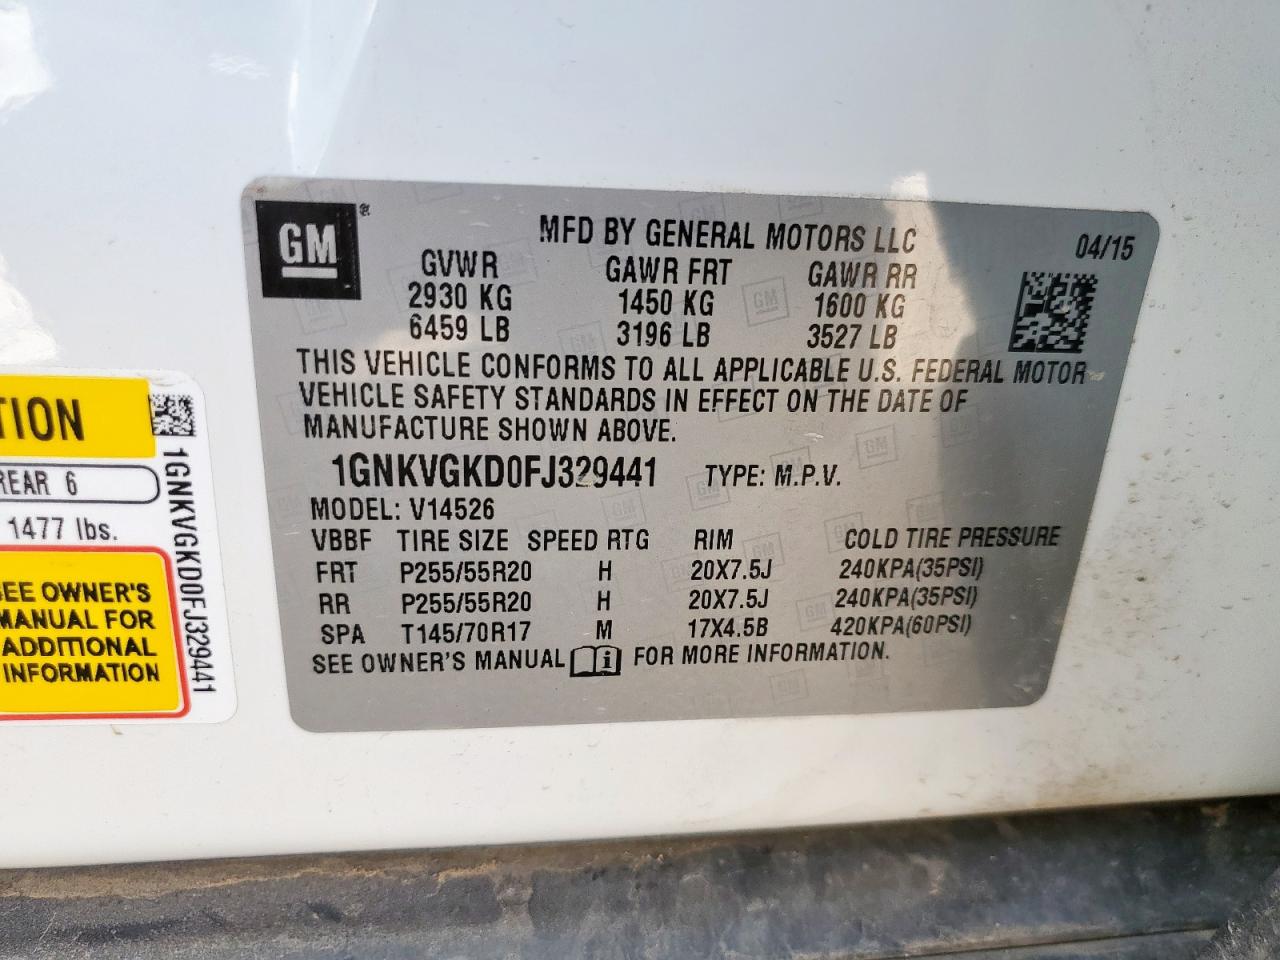 GM®
MFD BY GENERAL MOTORS LLC
04/15
GVWR GAWR FRT GAWR RR
2930 KG 1450 KG 1600 KG
6459 LB 3196 LB 3527 LB
THIS VEHICLE CONFORMS TO ALL APPLICABLE U.S. FEDERAL MOTOR
VEHICLE SAFETY STANDARDS IN EFFECT ON THE DATE OF
MANUFACTURE SHOWN ABOVE.
1GNKVGKD0FJ329441 TYPE: M.P.V.
MODEL: V14526
VBBF TIRE SIZE SPEED RTG RIM COLD TIRE PRESSURE
FRT P255/55R20 H 20X7.5J 240KPA(35PSI)
RR P255/55R20 H 20X7.5J 240KPA(35PSI)
SPA T145/70R17 M 17X4.5B 420KPA(60PSI)
SEE OWNER'S MANUAL i FOR MORE INFORMATION.
TION
REAR 6
1477 lbs.
SEE OWNER'S
MANUAL FOR
ADDITIONAL
INFORMATION
1GNKVGKD0FJ329441